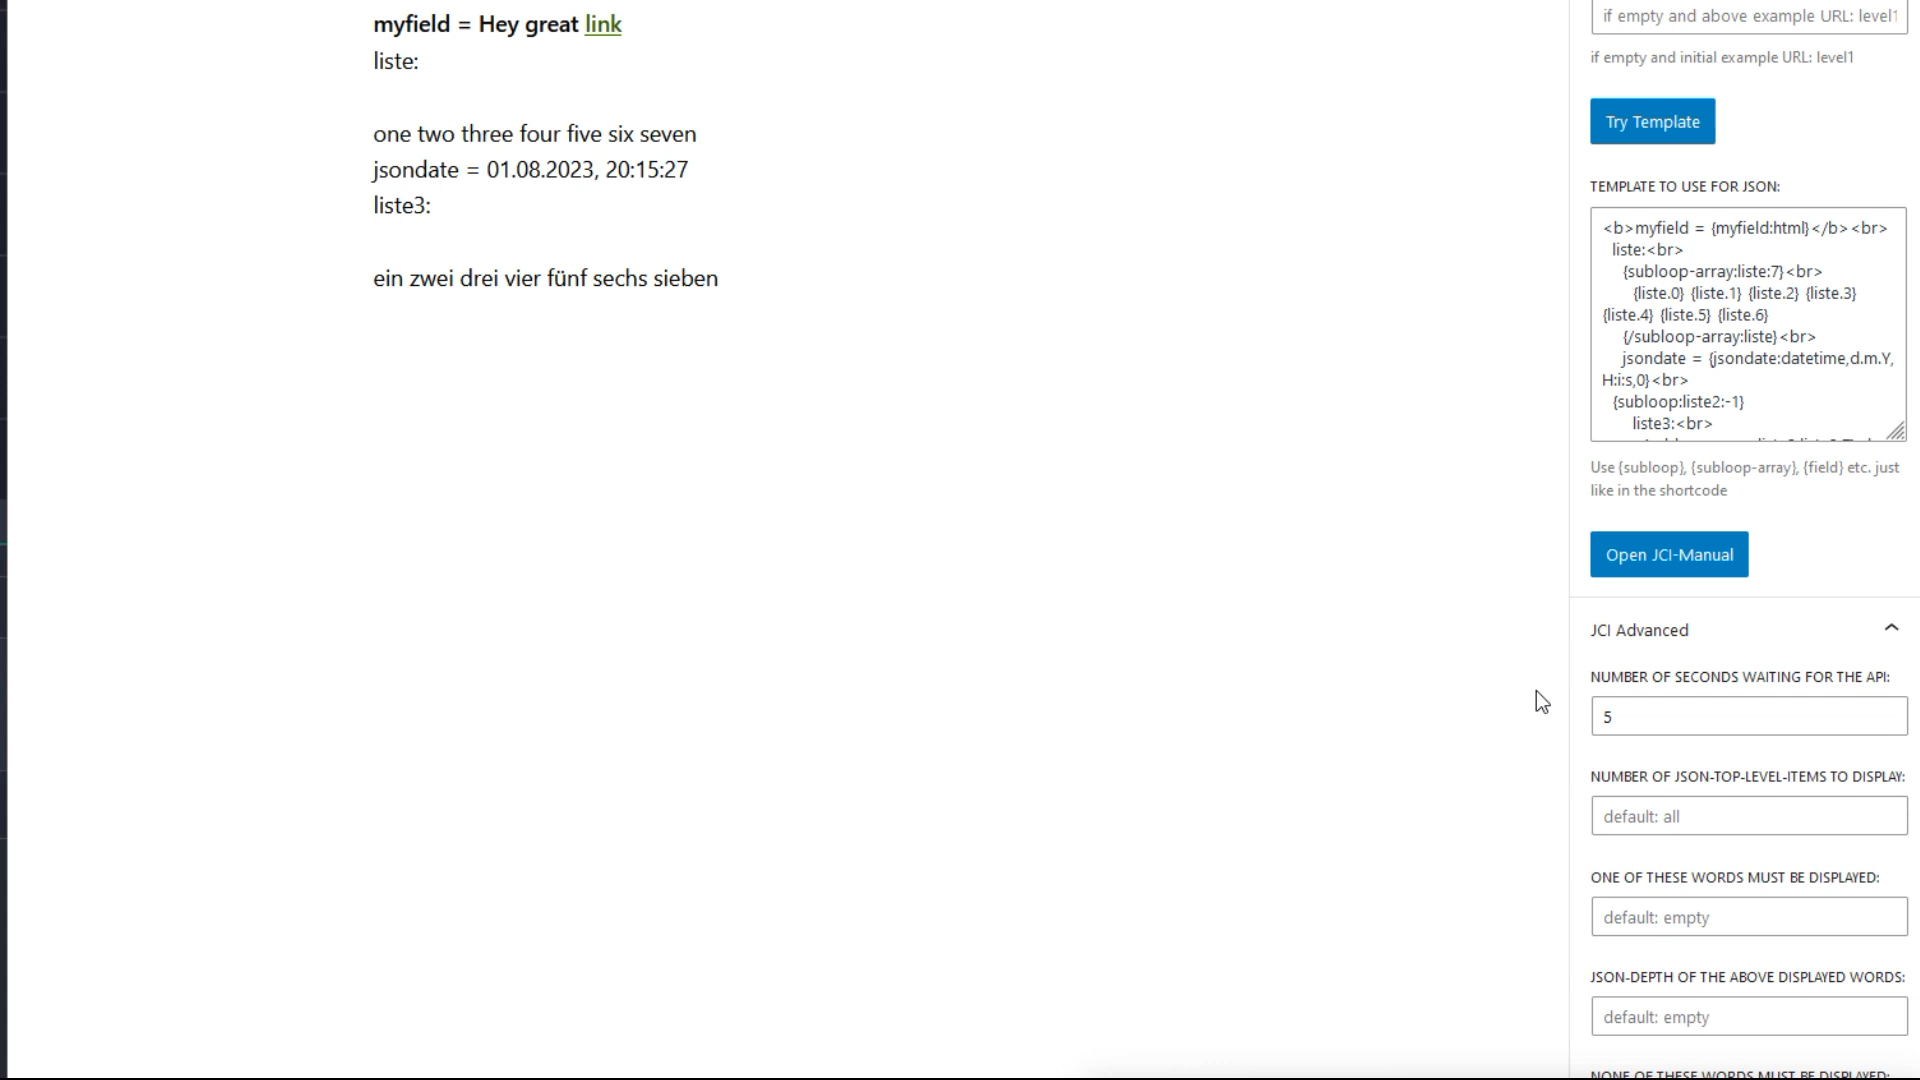 myfield = Hey great link
liste:
one two three four five six seven
jsondate = 01.08.2023, 20:15:27
liste3:
ein zwei drei vier fünf sechs sieben
if empty and above example URL: level1
if empty and initial example URL: level1
Try Template
TEMPLATE TO USE FOR JSON:
<b>myfield = {myfield:html}</b><br>
liste:<br>
{subloop-array:liste:7}<br>
{liste.0} {liste.1} {liste.2} {liste.3}
{liste.4} {liste.5} {liste.6}
{/subloop-array:liste}<br>
jsondate = {jsondate:datetime,d.m.Y,
H:i:s,0}<br>
{subloop:liste2:-1}
liste3:<br>
Use {subloop}, {subloop-array}, {field} etc. just
like in the shortcode
Open JCI-Manual
JCI Advanced
NUMBER OF SECONDS WAITING FOR THE API:
5
NUMBER OF JSON-TOP-LEVEL-ITEMS TO DISPLAY:
default: all
ONE OF THESE WORDS MUST BE DISPLAYED:
default: empty
JSON-DEPTH OF THE ABOVE DISPLAYED WORDS:
default: empty
NONE OF THESE WORDS MUST BE DISPLAYED: